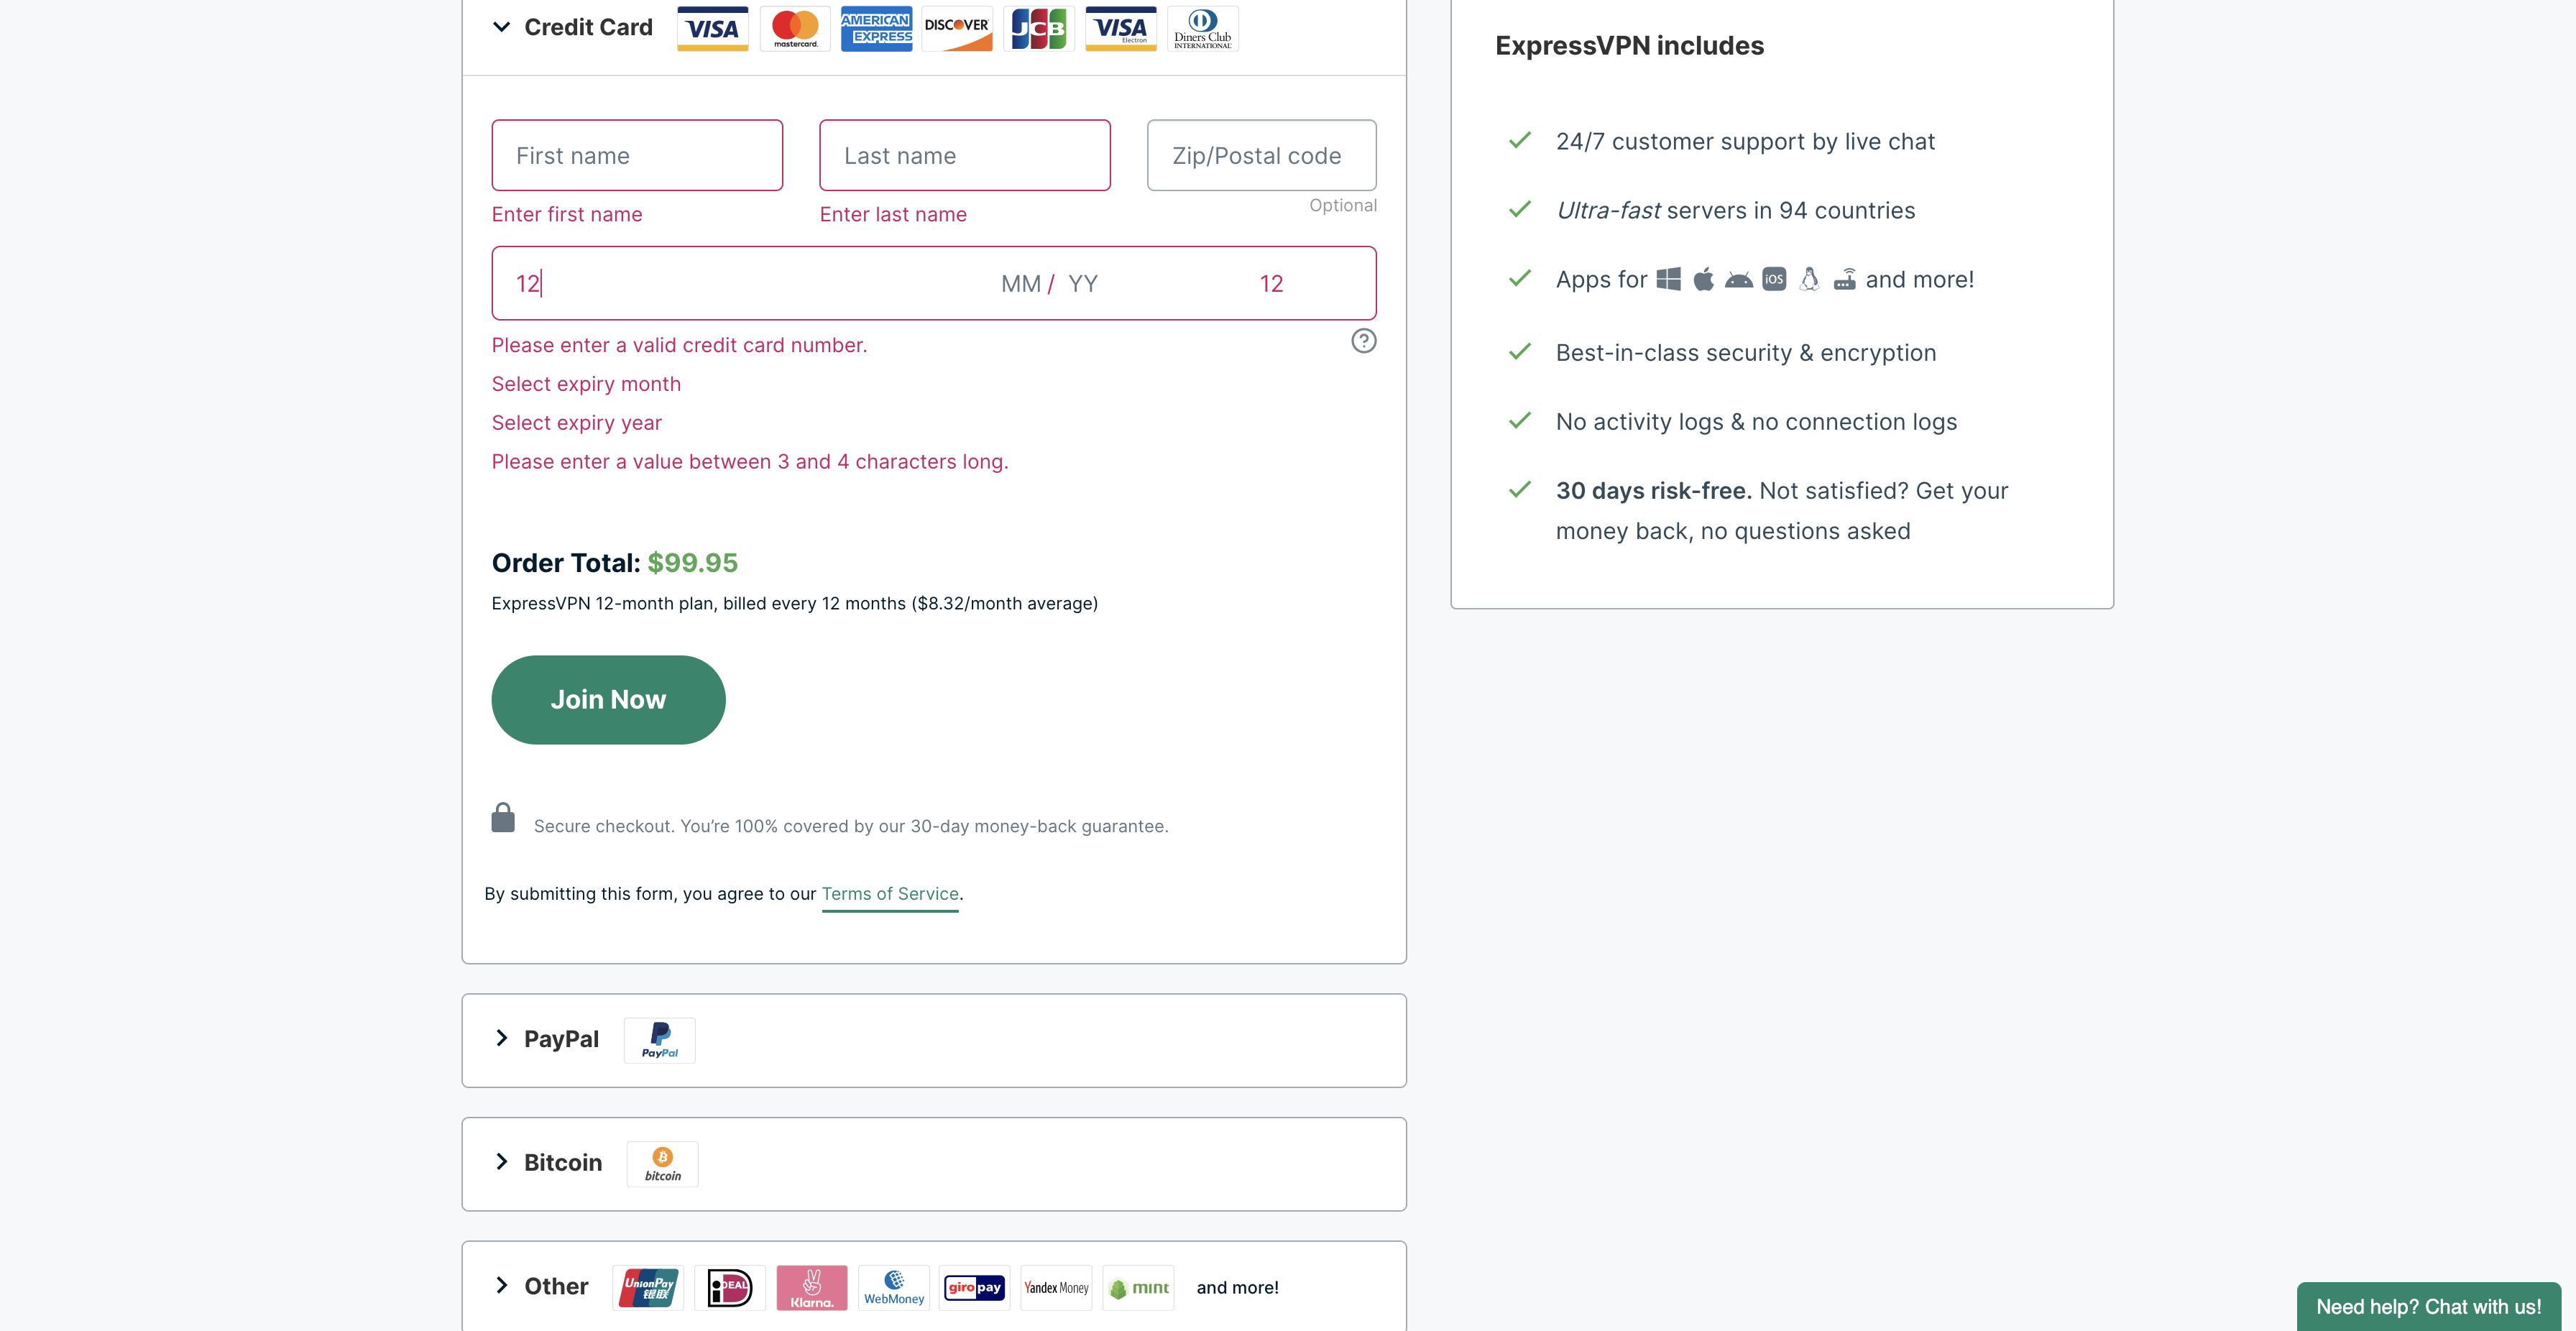 Credit Card VISA mastercard. AMERICAN EXPRESS DISCOVER JCB VISA Electron Diners Club INTERNATIONAL
First name Last name Zip/Postal code
Enter first name Enter last name Optional
12 MM / YY 12
Please enter a valid credit card number. ?
Select expiry month
Select expiry year
Please enter a value between 3 and 4 characters long.
Order Total: $99.95
ExpressVPN 12-month plan, billed every 12 months ($8.32/month average)
Join Now
Secure checkout. You’re 100% covered by our 30-day money-back guarantee.
By submitting this form, you agree to our Terms of Service.
PayPal PayPal
Bitcoin bitcoin
Other UnionPay 银联 iDEAL Klarna. WebMoney giropay Yandex Money mint and more!
ExpressVPN includes
24/7 customer support by live chat
Ultra-fast servers in 94 countries
Apps for iOS and more!
Best-in-class security & encryption
No activity logs & no connection logs
30 days risk-free. Not satisfied? Get your
money back, no questions asked
Need help? Chat with us!